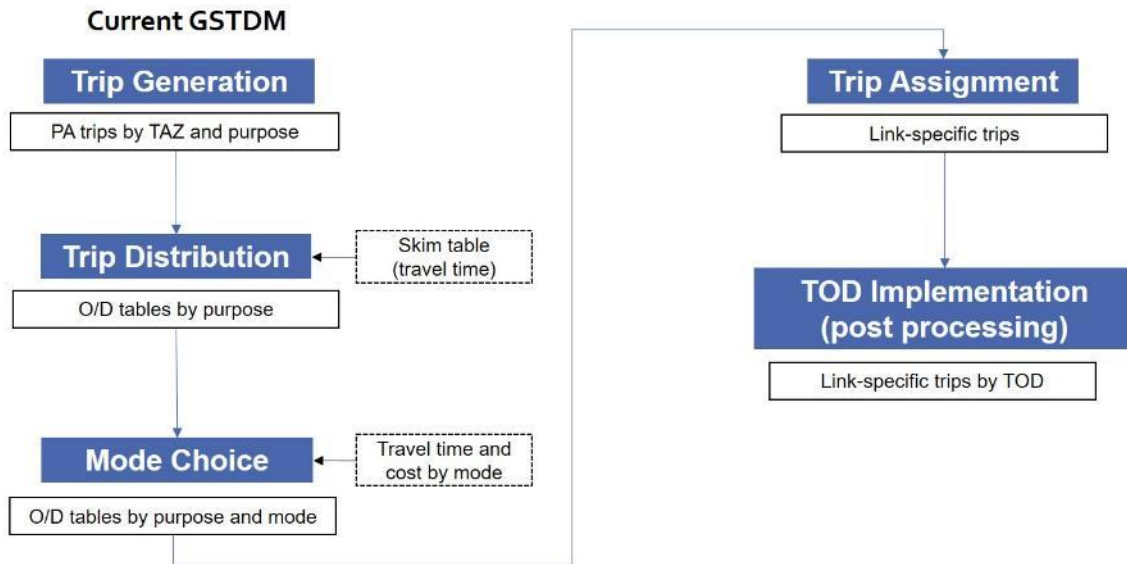 Current GSTDM
Trip Generation
PA trips by TAZ and purpose
Trip Distribution
Skim table
(travel time)
O/D tables by purpose
Mode Choice
Travel time and
cost by mode
O/D tables by purpose and mode
Trip Assignment
Link-specific trips
TOD Implementation
(post processing)
Link-specific trips by TOD